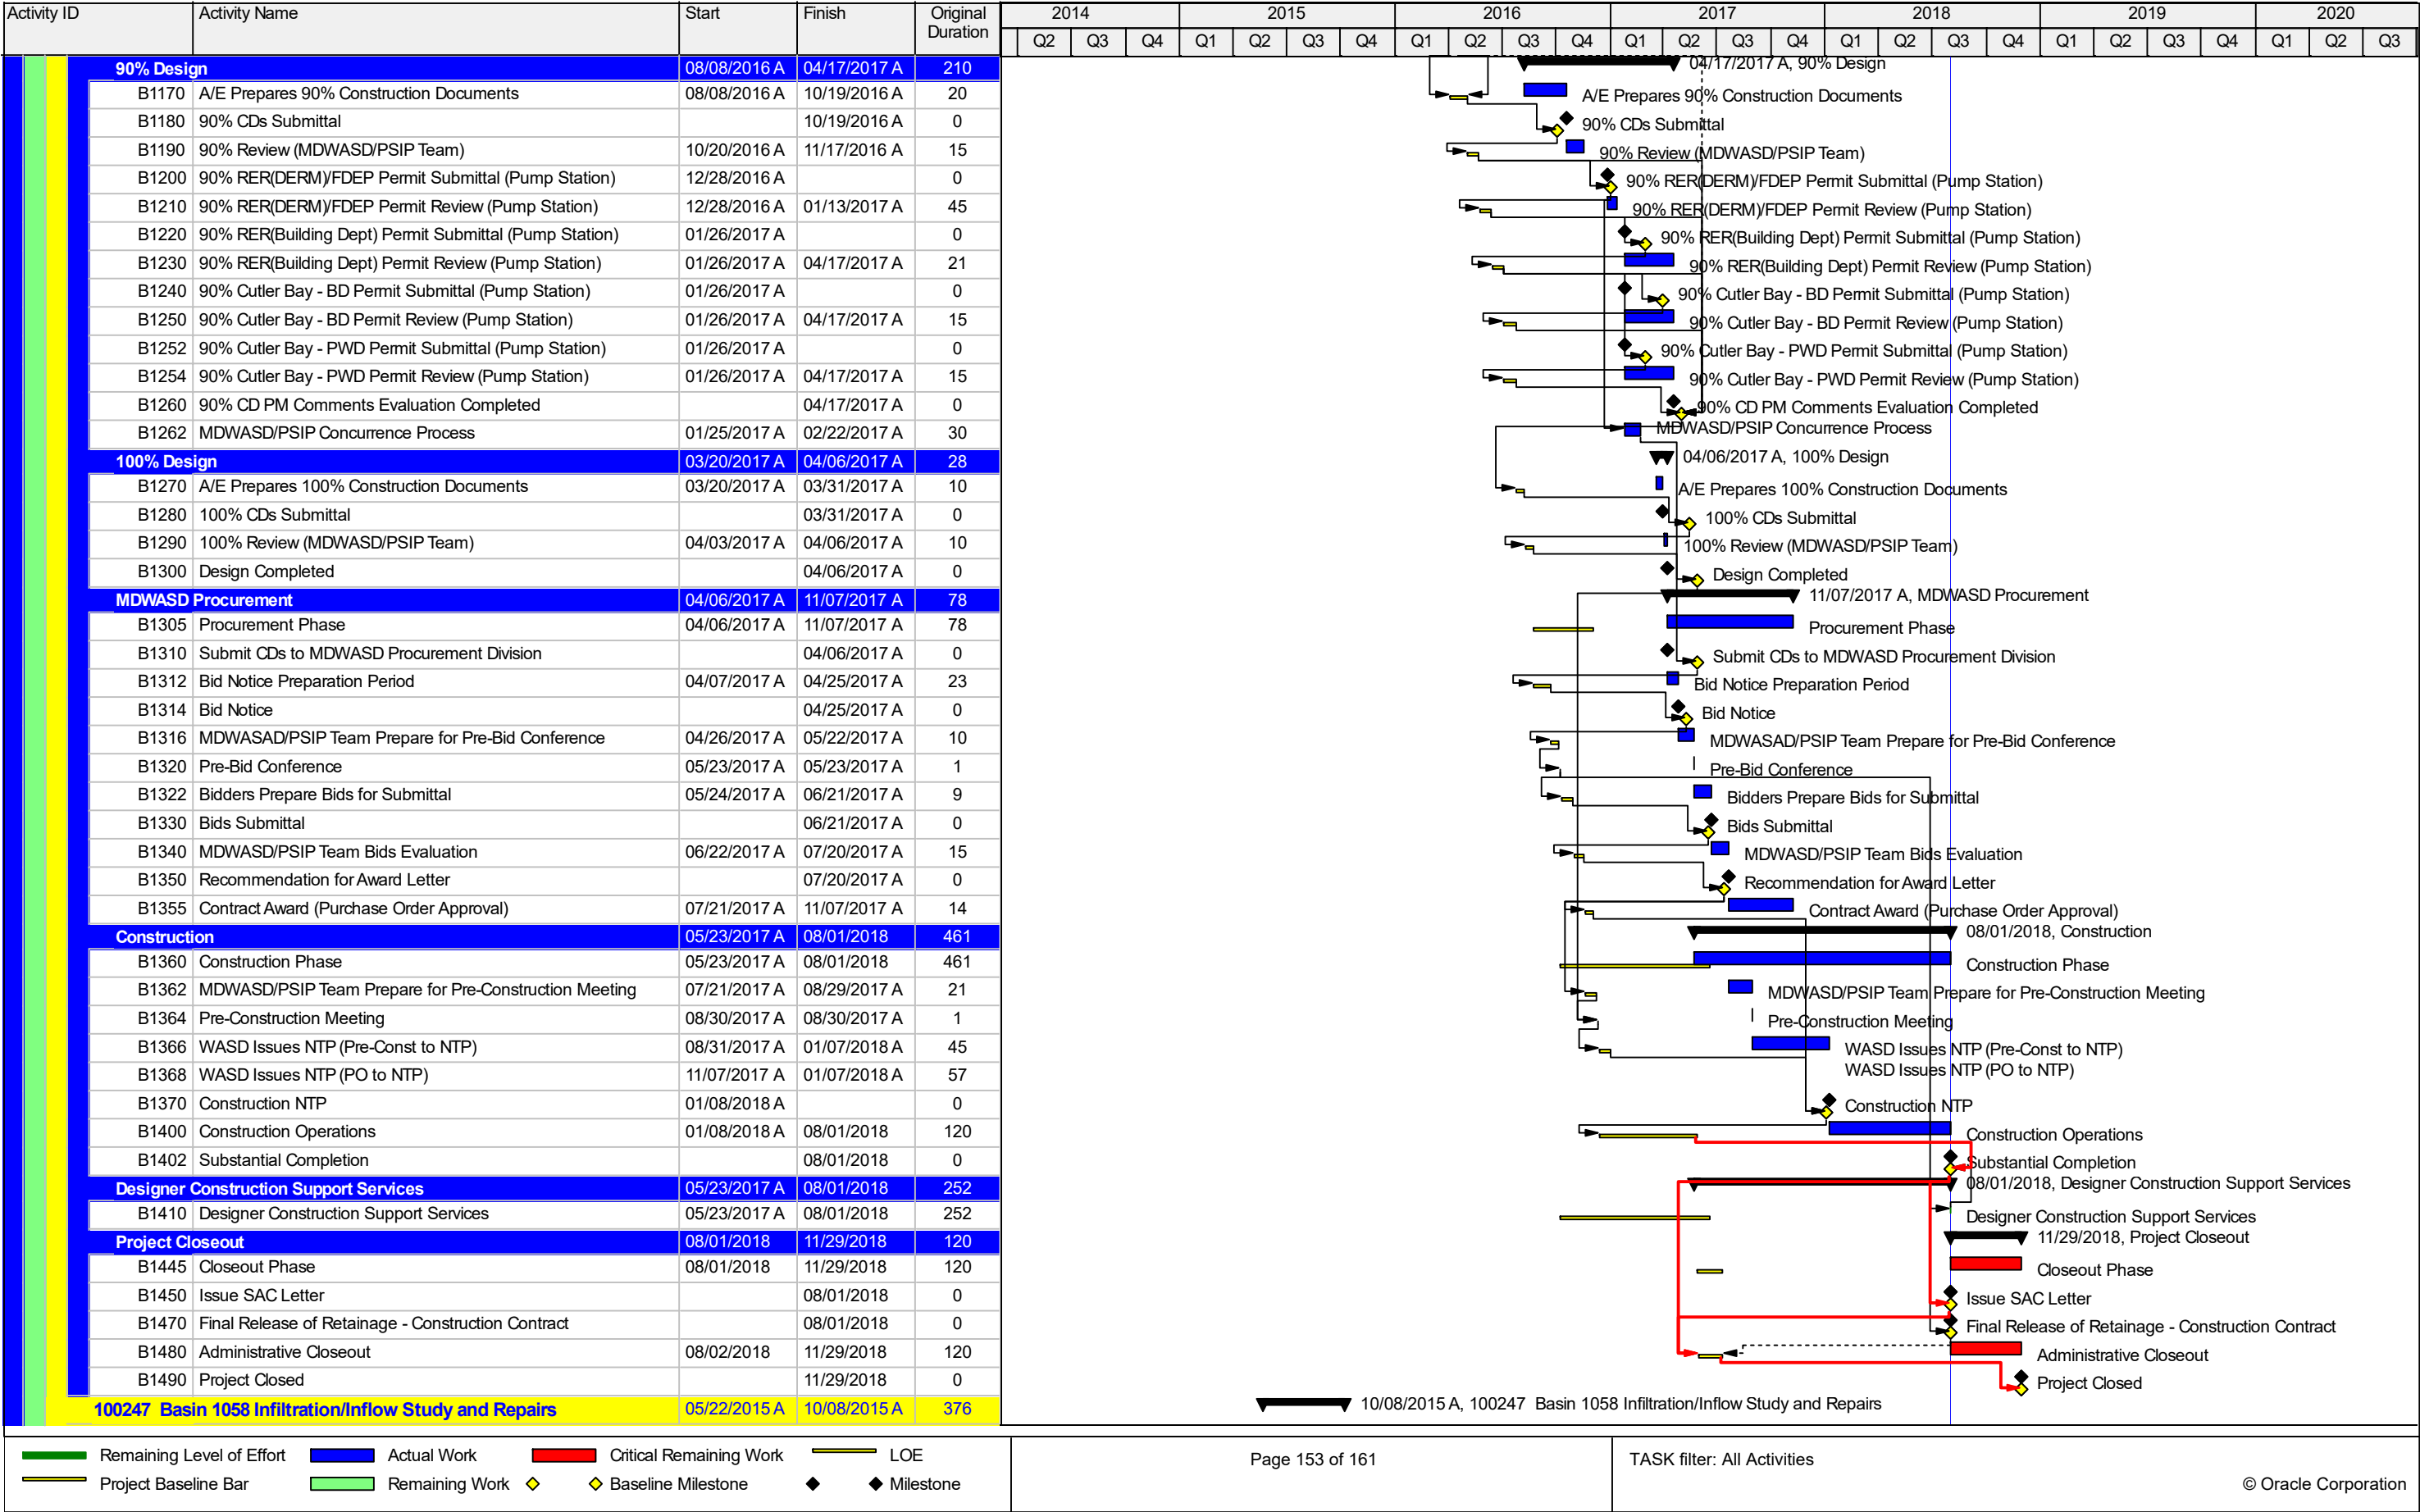 Activity ID Activity Name Start Finish Original Duration 2014 2015 2016 2017 2018 2019 2020
Q2 Q3 Q4 Q1 Q2 Q3 Q4 Q1 Q2 Q3 Q4 Q1 Q2 Q3 Q4 Q1 Q2 Q3 Q4 Q1 Q2 Q3 Q4 Q1 Q2 Q3
90% Design 08/08/2016 A 04/17/2017 A 210 04/17/2017 A, 90% Design
B1170 A/E Prepares 90% Construction Documents 08/08/2016 A 10/19/2016 A 20 A/E Prepares 90% Construction Documents
B1180 90% CDs Submittal 10/19/2016 A 0 90% CDs Submittal
B1190 90% Review (MDWASD/PSIP Team) 10/20/2016 A 11/17/2016 A 15 90% Review (MDWASD/PSIP Team)
B1200 90% RER(DERM)/FDEP Permit Submittal (Pump Station) 12/28/2016 A 0 90% RER(DERM)/FDEP Permit Submittal (Pump Station)
B1210 90% RER(DERM)/FDEP Permit Review (Pump Station) 12/28/2016 A 01/13/2017 A 45 90% RER(DERM)/FDEP Permit Review (Pump Station)
B1220 90% RER(Building Dept) Permit Submittal (Pump Station) 01/26/2017 A 0 90% RER(Building Dept) Permit Submittal (Pump Station)
B1230 90% RER(Building Dept) Permit Review (Pump Station) 01/26/2017 A 04/17/2017 A 21 90% RER(Building Dept) Permit Review (Pump Station)
B1240 90% Cutler Bay - BD Permit Submittal (Pump Station) 01/26/2017 A 0 90% Cutler Bay - BD Permit Submittal (Pump Station)
B1250 90% Cutler Bay - BD Permit Review (Pump Station) 01/26/2017 A 04/17/2017 A 15 90% Cutler Bay - BD Permit Review (Pump Station)
B1252 90% Cutler Bay - PWD Permit Submittal (Pump Station) 01/26/2017 A 0 90% Cutler Bay - PWD Permit Submittal (Pump Station)
B1254 90% Cutler Bay - PWD Permit Review (Pump Station) 01/26/2017 A 04/17/2017 A 15 90% Cutler Bay - PWD Permit Review (Pump Station)
B1260 90% CD PM Comments Evaluation Completed 04/17/2017 A 0 90% CD PM Comments Evaluation Completed
B1262 MDWASD/PSIP Concurrence Process 01/25/2017 A 02/22/2017 A 30 MDWASD/PSIP Concurrence Process
100% Design 03/20/2017 A 04/06/2017 A 28 04/06/2017 A, 100% Design
B1270 A/E Prepares 100% Construction Documents 03/20/2017 A 03/31/2017 A 10 A/E Prepares 100% Construction Documents
B1280 100% CDs Submittal 03/31/2017 A 0 100% CDs Submittal
B1290 100% Review (MDWASD/PSIP Team) 04/03/2017 A 04/06/2017 A 10 100% Review (MDWASD/PSIP Team)
B1300 Design Completed 04/06/2017 A 0 Design Completed
MDWASD Procurement 04/06/2017 A 11/07/2017 A 78 11/07/2017 A, MDWASD Procurement
B1305 Procurement Phase 04/06/2017 A 11/07/2017 A 78 Procurement Phase
B1310 Submit CDs to MDWASD Procurement Division 04/06/2017 A 0 Submit CDs to MDWASD Procurement Division
B1312 Bid Notice Preparation Period 04/07/2017 A 04/25/2017 A 23 Bid Notice Preparation Period
B1314 Bid Notice 04/25/2017 A 0 Bid Notice
B1316 MDWASAD/PSIP Team Prepare for Pre-Bid Conference 04/26/2017 A 05/22/2017 A 10 MDWASAD/PSIP Team Prepare for Pre-Bid Conference
B1320 Pre-Bid Conference 05/23/2017 A 05/23/2017 A 1 Pre-Bid Conference
B1322 Bidders Prepare Bids for Submittal 05/24/2017 A 06/21/2017 A 9 Bidders Prepare Bids for Submittal
B1330 Bids Submittal 06/21/2017 A 0 Bids Submittal
B1340 MDWASD/PSIP Team Bids Evaluation 06/22/2017 A 07/20/2017 A 15 MDWASD/PSIP Team Bids Evaluation
B1350 Recommendation for Award Letter 07/20/2017 A 0 Recommendation for Award Letter
B1355 Contract Award (Purchase Order Approval) 07/21/2017 A 11/07/2017 A 14 Contract Award (Purchase Order Approval)
Construction 05/23/2017 A 08/01/2018 461 08/01/2018, Construction
B1360 Construction Phase 05/23/2017 A 08/01/2018 461 Construction Phase
B1362 MDWASD/PSIP Team Prepare for Pre-Construction Meeting 07/21/2017 A 08/29/2017 A 21 MDWASD/PSIP Team Prepare for Pre-Construction Meeting
B1364 Pre-Construction Meeting 08/30/2017 A 08/30/2017 A 1 Pre-Construction Meeting
B1366 WASD Issues NTP (Pre-Const to NTP) 08/31/2017 A 01/07/2018 A 45 WASD Issues NTP (Pre-Const to NTP)
B1368 WASD Issues NTP (PO to NTP) 11/07/2017 A 01/07/2018 A 57 WASD Issues NTP (PO to NTP)
B1370 Construction NTP 01/08/2018 A 0 Construction NTP
B1400 Construction Operations 01/08/2018 A 08/01/2018 120 Construction Operations
B1402 Substantial Completion 08/01/2018 0 Substantial Completion
Designer Construction Support Services 05/23/2017 A 08/01/2018 252 08/01/2018, Designer Construction Support Services
B1410 Designer Construction Support Services 05/23/2017 A 08/01/2018 252 Designer Construction Support Services
Project Closeout 08/01/2018 11/29/2018 120 11/29/2018, Project Closeout
B1445 Closeout Phase 08/01/2018 11/29/2018 120 Closeout Phase
B1450 Issue SAC Letter 08/01/2018 0 Issue SAC Letter
B1470 Final Release of Retainage - Construction Contract 08/01/2018 0 Final Release of Retainage - Construction Contract
B1480 Administrative Closeout 08/02/2018 11/29/2018 120 Administrative Closeout
B1490 Project Closed 11/29/2018 0 Project Closed
100247 Basin 1058 Infiltration/Inflow Study and Repairs 05/22/2015 A 10/08/2015 A 376 10/08/2015 A, 100247 Basin 1058 Infiltration/Inflow Study and Repairs
Remaining Level of Effort Actual Work Critical Remaining Work LOE Page 153 of 161 TASK filter: All Activities
Project Baseline Bar Remaining Work Baseline Milestone Milestone © Oracle Corporation